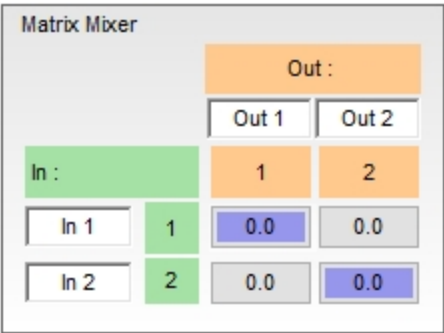 Matrix Mixer
Out :
Out 1 Out 2
In : 1 2
In 1 1 0.0 0.0
In 2 2 0.0 0.0